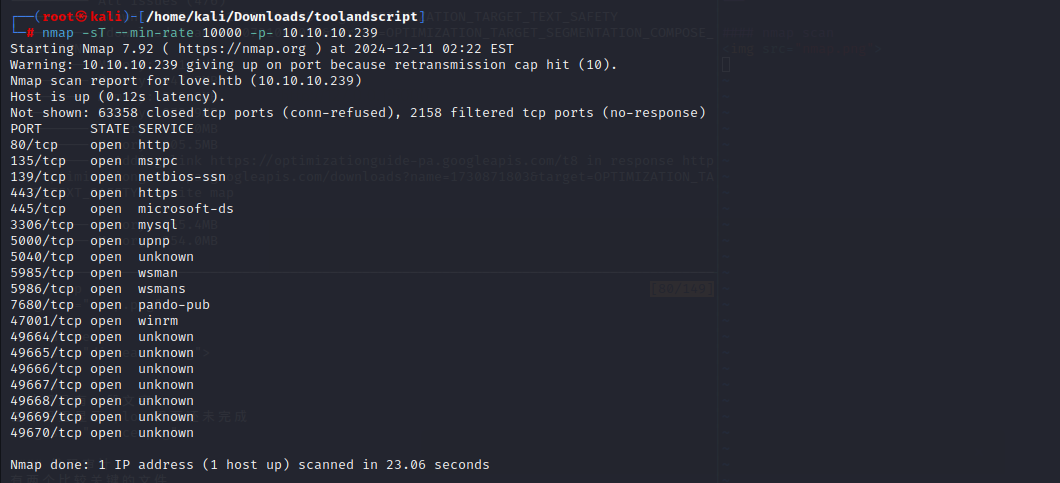 ┌──(root㉿kali)-[/home/kali/Downloads/toolandscript]
└─# nmap -sT --min-rate 10000 -p- 10.10.10.239
Starting Nmap 7.92 ( https://nmap.org ) at 2024-12-11 02:22 EST
Warning: 10.10.10.239 giving up on port because retransmission cap hit (10).
Nmap scan report for love.htb (10.10.10.239)
Host is up (0.12s latency).
Not shown: 63358 closed tcp ports (conn-refused), 2158 filtered tcp ports (no-response)
PORT      STATE SERVICE
80/tcp    open  http
135/tcp   open  msrpc
139/tcp   open  netbios-ssn
443/tcp   open  https
445/tcp   open  microsoft-ds
3306/tcp  open  mysql
5000/tcp  open  upnp
5040/tcp  open  unknown
5985/tcp  open  wsman
5986/tcp  open  wsmans
7680/tcp  open  pando-pub
47001/tcp open  winrm
49664/tcp open  unknown
49665/tcp open  unknown
49666/tcp open  unknown
49667/tcp open  unknown
49668/tcp open  unknown
49669/tcp open  unknown
49670/tcp open  unknown
Nmap done: 1 IP address (1 host up) scanned in 23.06 seconds